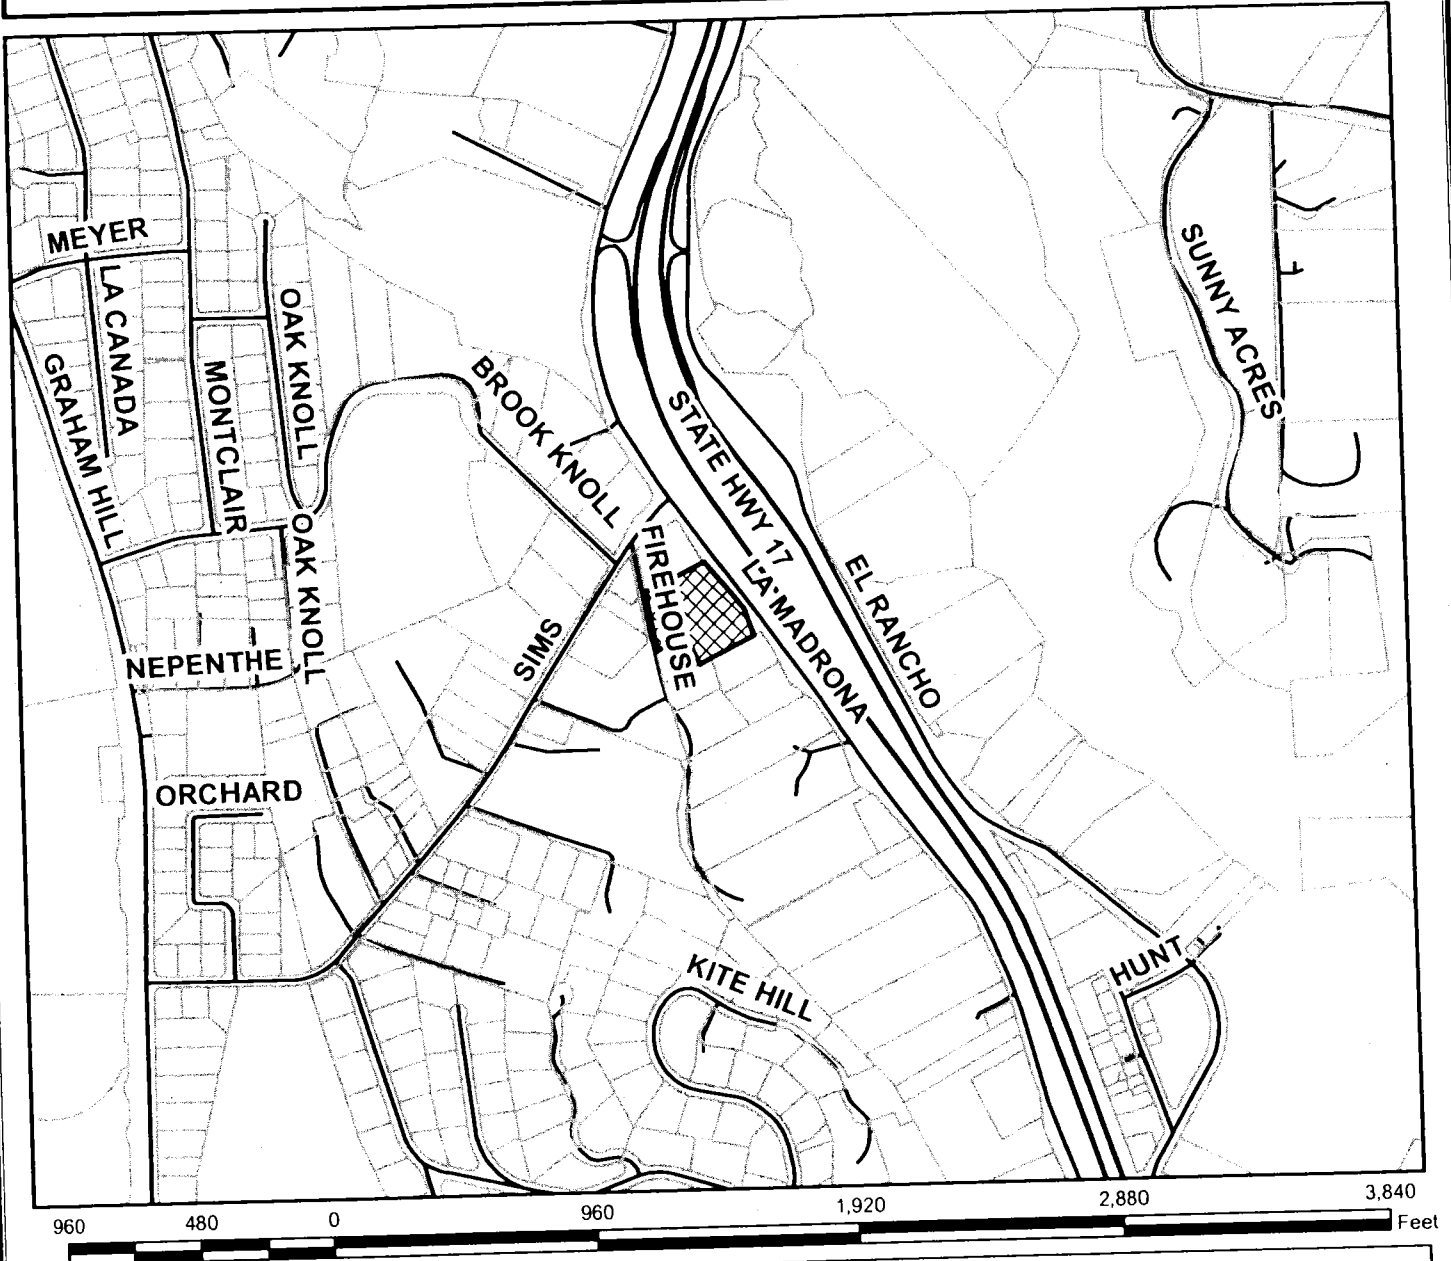 MEYER
LA CANADA
OAK KNOLL
GRAHAM HILL
MONTCLAIR
BROOK KNOLL
STATE HWY 17
SUNNY ACRES
OAK KNOLL
FIREHOUSE
LA MADRONA
EL RANCHO
NEPENTHE
SIMS
ORCHARD
KITE HILL
HUNT
960 480 0 960 1,920 2,880 3,840
Feet